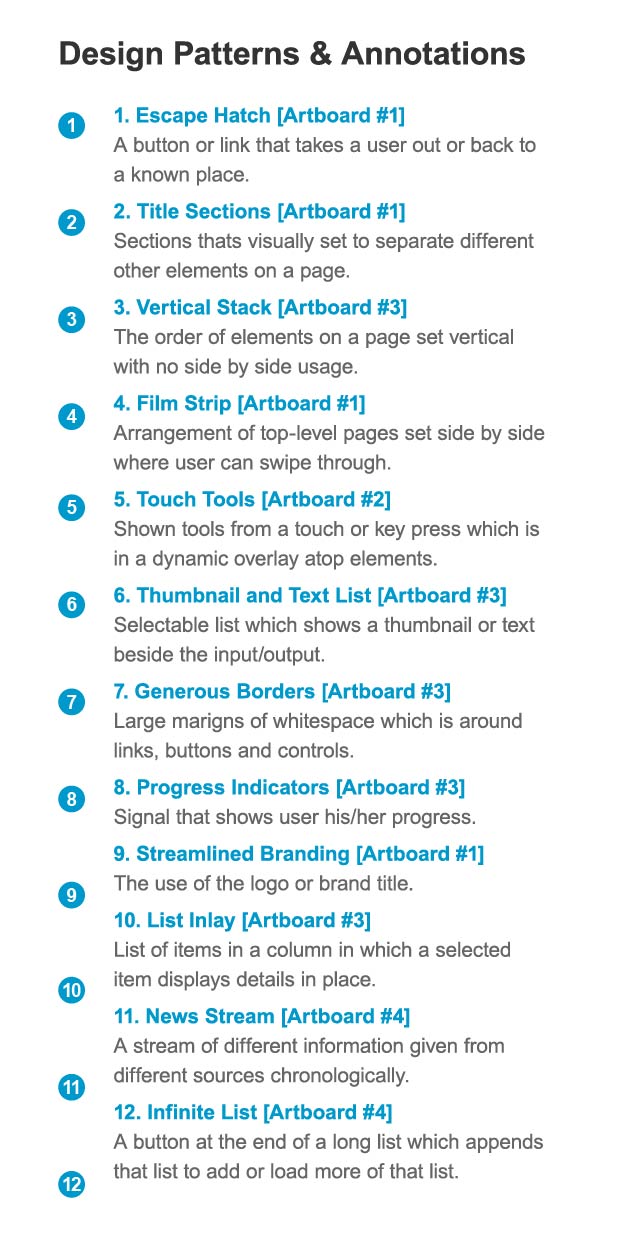 Design Patterns & Annotations
1
1. Escape Hatch [Artboard #1]
A button or link that takes a user out or back to
a known place.
2
2. Title Sections [Artboard #1]
Sections thats visually set to separate different
other elements on a page.
3
3. Vertical Stack [Artboard #3]
The order of elements on a page set vertical
with no side by side usage.
4
4. Film Strip [Artboard #1]
Arrangement of top-level pages set side by side
where user can swipe through.
5
5. Touch Tools [Artboard #2]
Shown tools from a touch or key press which is
in a dynamic overlay atop elements.
6
6. Thumbnail and Text List [Artboard #3]
Selectable list which shows a thumbnail or text
beside the input/output.
7
7. Generous Borders [Artboard #3]
Large marigns of whitespace which is around
links, buttons and controls.
8
8. Progress Indicators [Artboard #3]
Signal that shows user his/her progress.
9
9. Streamlined Branding [Artboard #1]
The use of the logo or brand title.
10
10. List Inlay [Artboard #3]
List of items in a column in which a selected
item displays details in place.
11
11. News Stream [Artboard #4]
A stream of different information given from
different sources chronologically.
12
12. Infinite List [Artboard #4]
A button at the end of a long list which appends
that list to add or load more of that list.